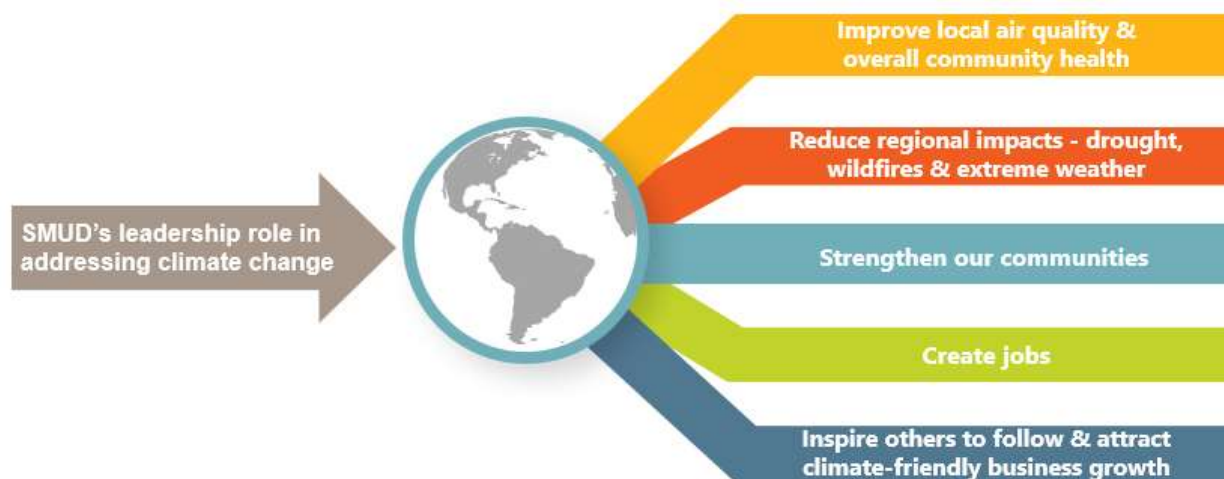 SMUD's leadership role in
addressing climate change
Improve local air quality &
overall community health
Reduce regional impacts - drought,
wildfires & extreme weather
Strengthen our communities
Create jobs
Inspire others to follow & attract
climate-friendly business growth